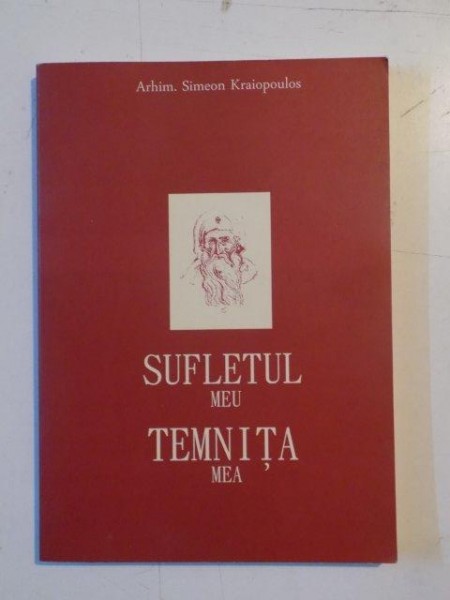 Arhim. Simeon Kraiopoulos
SUFLETUL
MEU
TEMNIȚA
MEA